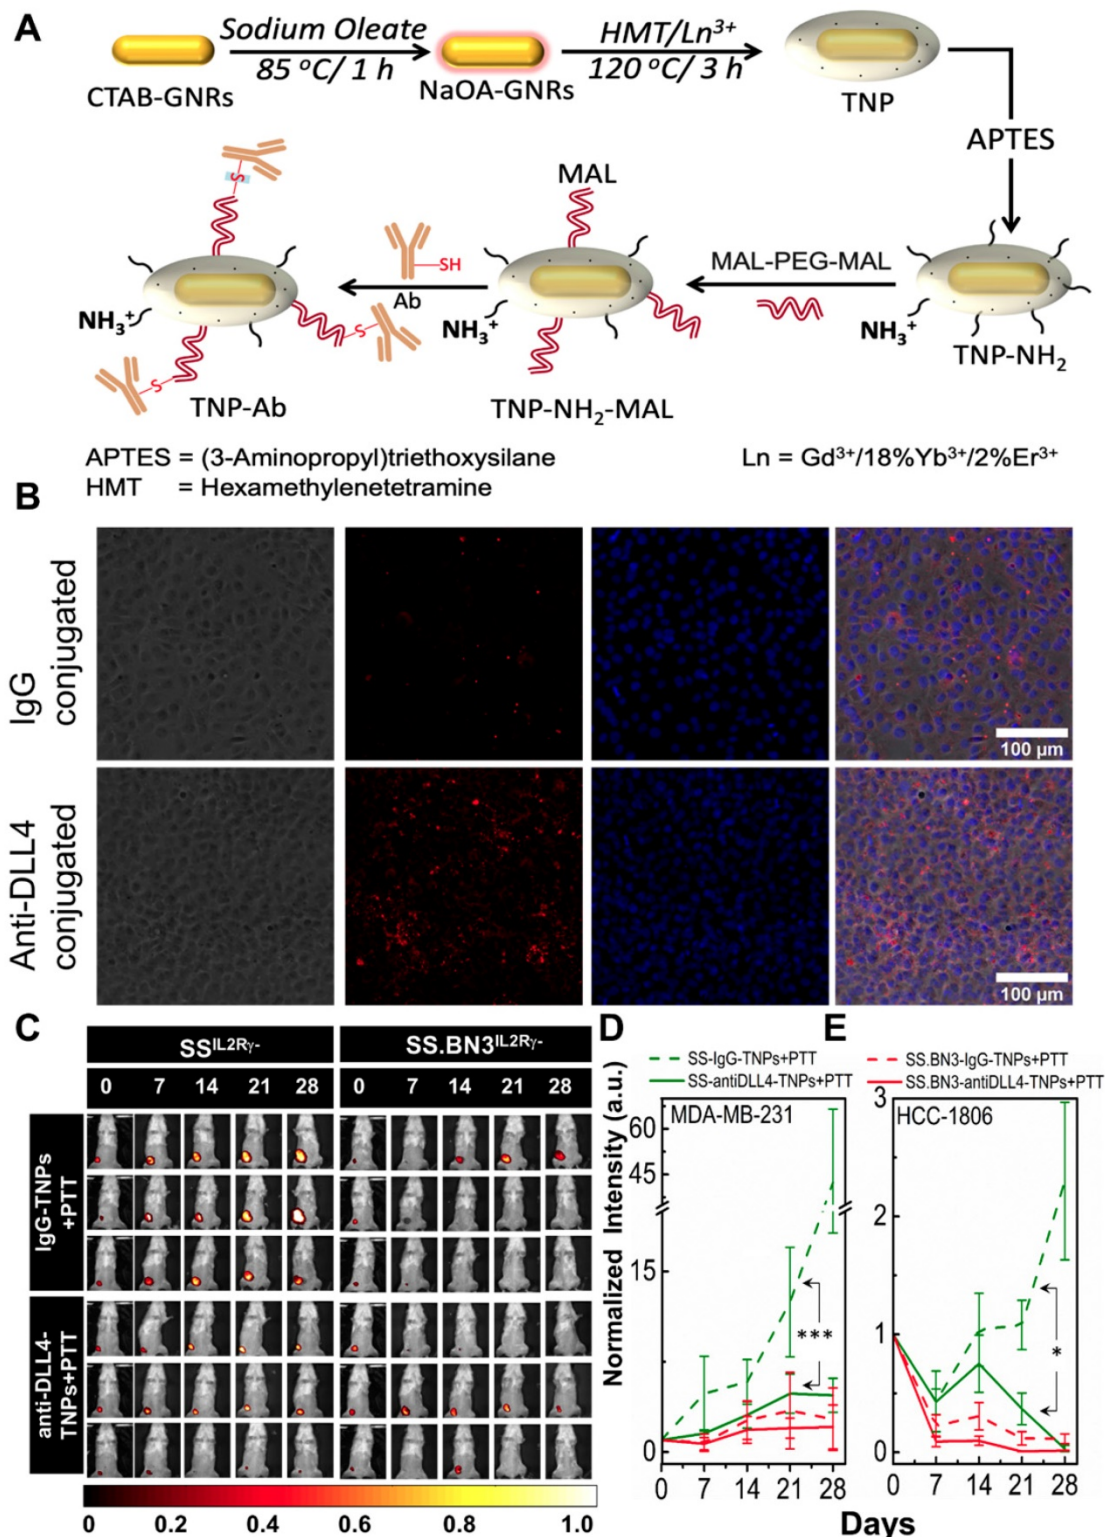 A
Sodium Oleate
85 °C/ 1 h
CTAB-GNRs
NaOA-GNRs
HMT/Ln³⁺
120 °C/ 3 h
TNP
APTES
MAL
MAL-PEG-MAL
S
SH
Ab
S
S
NH₃⁺
NH₃⁺
NH₃⁺
TNP-NH₂
TNP-Ab
TNP-NH₂-MAL
APTES = (3-Aminopropyl)triethoxysilane
HMT = Hexamethylenetetramine
Ln = Gd³⁺/18%Yb³⁺/2%Er³⁺
B
IgG
conjugated
100 µm
Anti-DLL4
conjugated
100 µm
C
SSᴵᴸ²ᴿᵞ⁻
SS.BN3ᴵᴸ²ᴿᵞ⁻
0 7 14 21 28
0 7 14 21 28
IgG-TNPs
+PTT
anti-DLL4-
TNPs+PTT
0 0.2 0.4 0.6 0.8 1.0
D
E
SS-IgG-TNPs+PTT
SS-antiDLL4-TNPs+PTT
SS.BN3-IgG-TNPs+PTT
SS.BN3-antiDLL4-TNPs+PTT
Normalized Intensity (a.u.)
MDA-MB-231
60
45
15
0
***
0 7 14 21 28
HCC-1806
3
2
1
0
*
0 7 14 21 28
Days